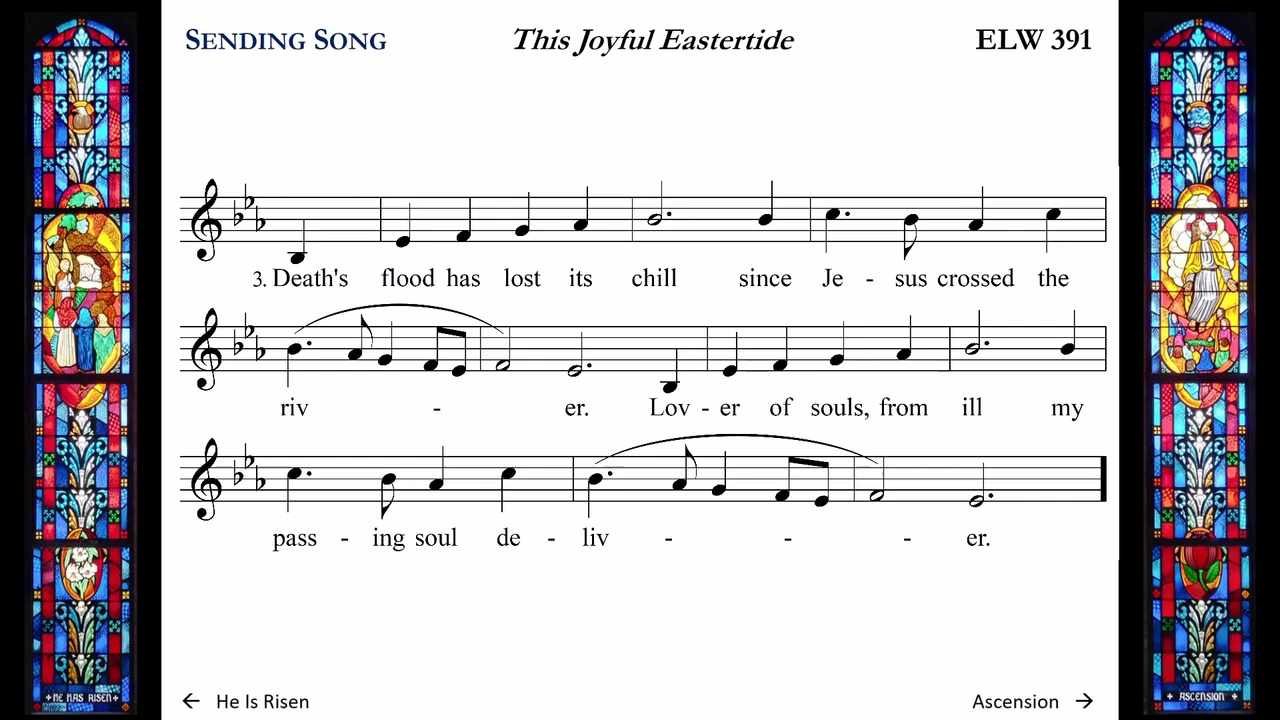 SENDING SONG This Joyful Eastertide ELW 391
3. Death's flood has lost its chill since Je - sus crossed the
riv - er. Lov - er of souls, from ill my
pass - ing soul de - liv - - - er.
← He Is Risen Ascension →
+HE HAS RISEN+ + ASCENSION +